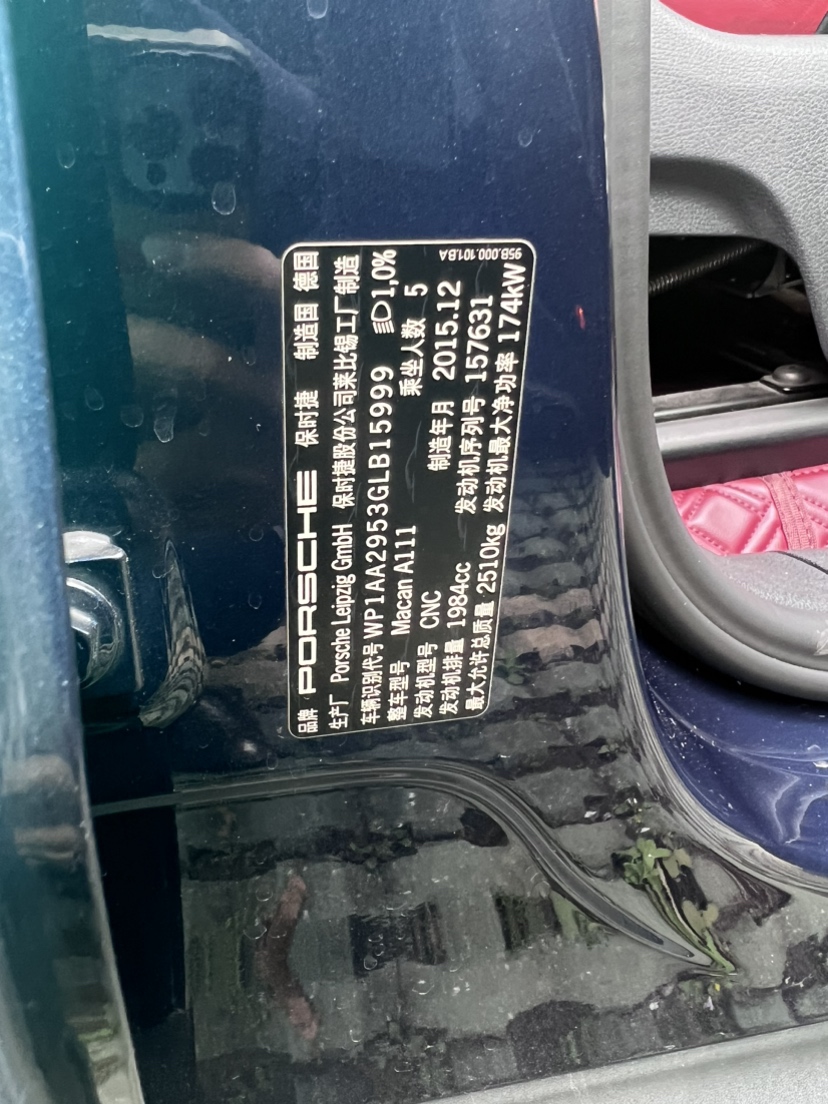 品牌 PORSCHE 保时捷 制造国 德国
生产厂 Porsche Leipzig GmbH 保时捷股份公司莱比锡工厂制造
车辆识别代号 WP1AA2953GLB15999 1,0%
整车型号 Macan A111 乘坐人数 5
发动机型号 CNC 制造年月 2015.12
发动机排量 1984cc 发动机序列号 157631
最大允许总质量 2510kg 发动机最大净功率 174kW
95B.000.101.BA